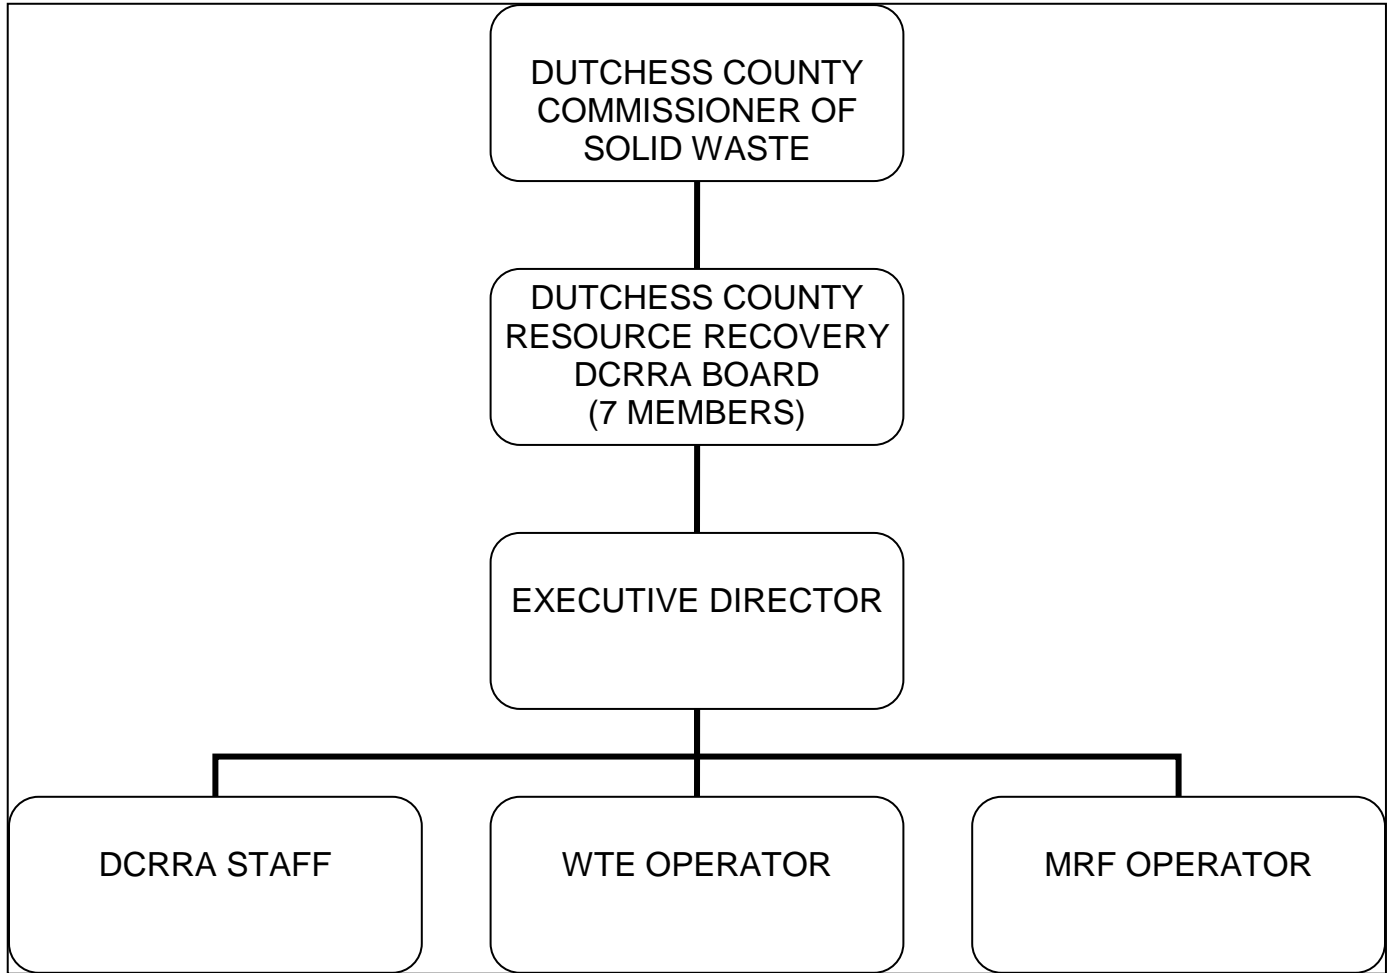 DUTCHESS COUNTY
COMMISSIONER OF
SOLID WASTE
DUTCHESS COUNTY
RESOURCE RECOVERY
DCRRA BOARD
(7 MEMBERS)
EXECUTIVE DIRECTOR
DCRRA STAFF
WTE OPERATOR
MRF OPERATOR